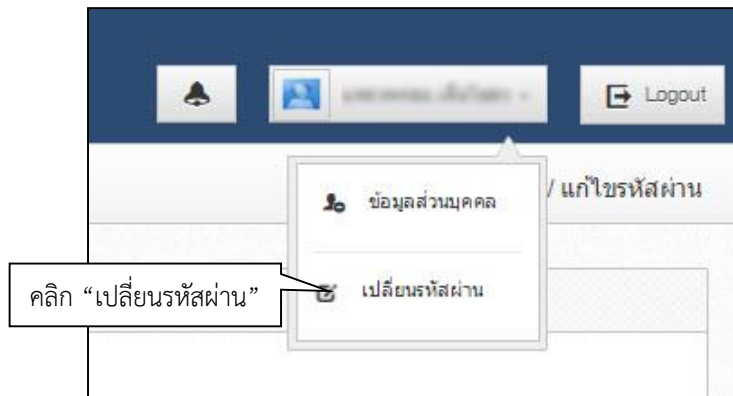 Logout
/ แก้ไขรหัสผ่าน
ข้อมูลส่วนบุคคล
คลิก “เปลี่ยนรหัสผ่าน”
เปลี่ยนรหัสผ่าน